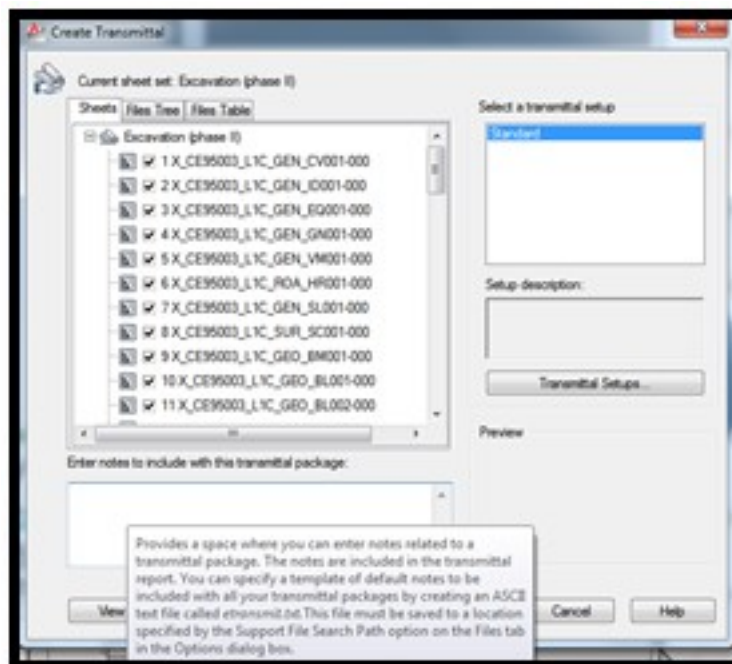 Create Transmittal
Current sheet set: Excavation (phase II)
Sheets Files Tree Files Table
Excavation (phase II)
1 X_CE95003_L1C_GEN_CV001-000
2 X_CE95003_L1C_GEN_ID001-000
3 X_CE95003_L1C_GEN_EQ001-000
4 X_CE95003_L1C_GEN_GN001-000
5 X_CE95003_L1C_GEN_VM001-000
6 X_CE95003_L1C_ROA_HR001-000
7 X_CE95003_L1C_GEN_SL001-000
8 X_CE95003_L1C_SUR_SC001-000
9 X_CE95003_L1C_GEO_BM001-000
10 X_CE95003_L1C_GEO_BL001-000
11 X_CE95003_L1C_GEO_BL002-000
Enter notes to include with this transmittal package:
Select a transmittal setup
Standard
Setup description:
Transmittal Setups...
Preview
Provides a space where you can enter notes related to a
transmittal package. The notes are included in the transmittal
report. You can specify a template of default notes to be
included with all your transmittal packages by creating an ASCII
text file called etransmit.txt.This file must be saved to a location
specified by the Support File Search Path option on the Files tab
in the Options dialog box.
View
Cancel
Help